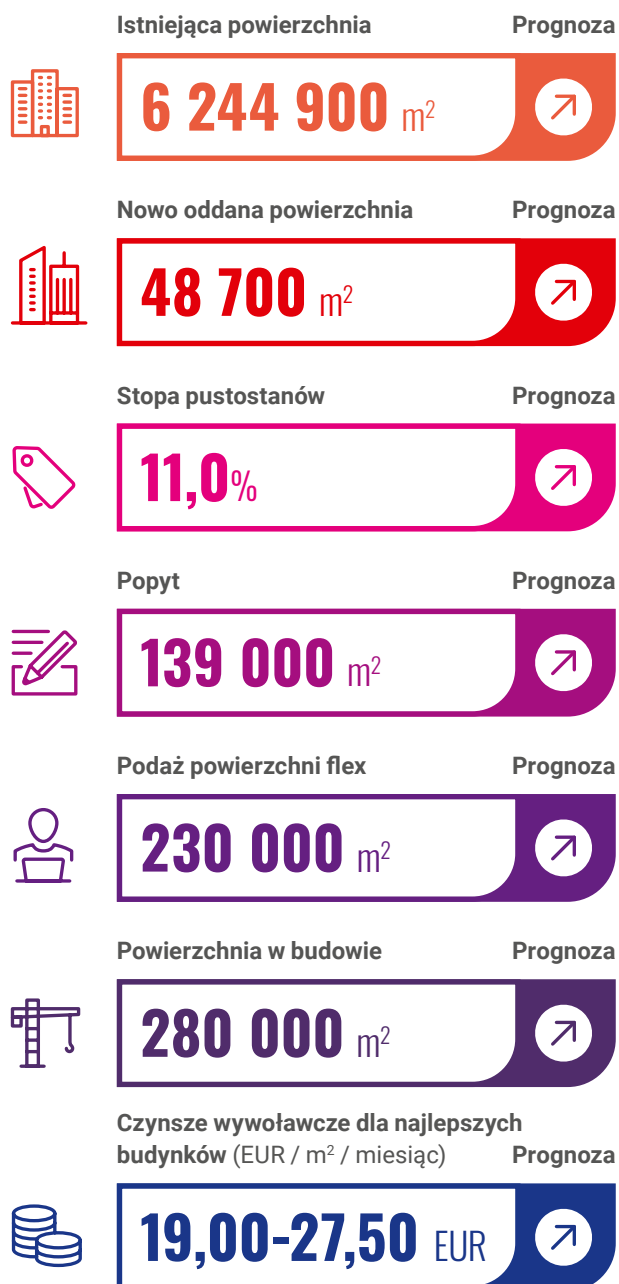 Istniejąca powierzchnia Prognoza
6 244 900 m²
Nowo oddana powierzchnia Prognoza
48 700 m²
Stopa pustostanów Prognoza
11,0%
Popyt Prognoza
139 000 m²
Podaż powierzchni flex Prognoza
230 000 m²
Powierzchnia w budowie Prognoza
280 000 m²
Czynsze wywoławcze dla najlepszych
budynków (EUR / m² / miesiąc) Prognoza
19,00-27,50 EUR